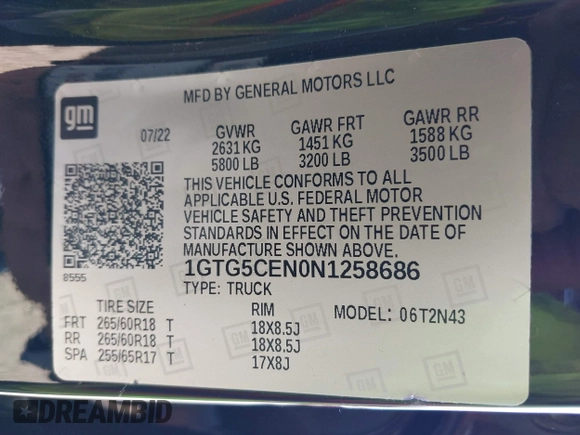 MFD BY GENERAL MOTORS LLC
gm
07/22 GVWR GAWR FRT GAWR RR
2631 KG 1451 KG 1588 KG
5800 LB 3200 LB 3500 LB
THIS VEHICLE CONFORMS TO ALL
APPLICABLE U.S. FEDERAL MOTOR
VEHICLE SAFETY AND THEFT PREVENTION
STANDARDS IN EFFECT ON THE DATE OF
MANUFACTURE SHOWN ABOVE.
8555
1GTG5CEN0N1258686
TYPE: TRUCK
TIRE SIZE RIM MODEL: 06T2N43
FRT 265/60R18 T 18X8.5J
RR 265/60R18 T 18X8.5J
SPA 255/65R17 T 17X8J
DREAMBID